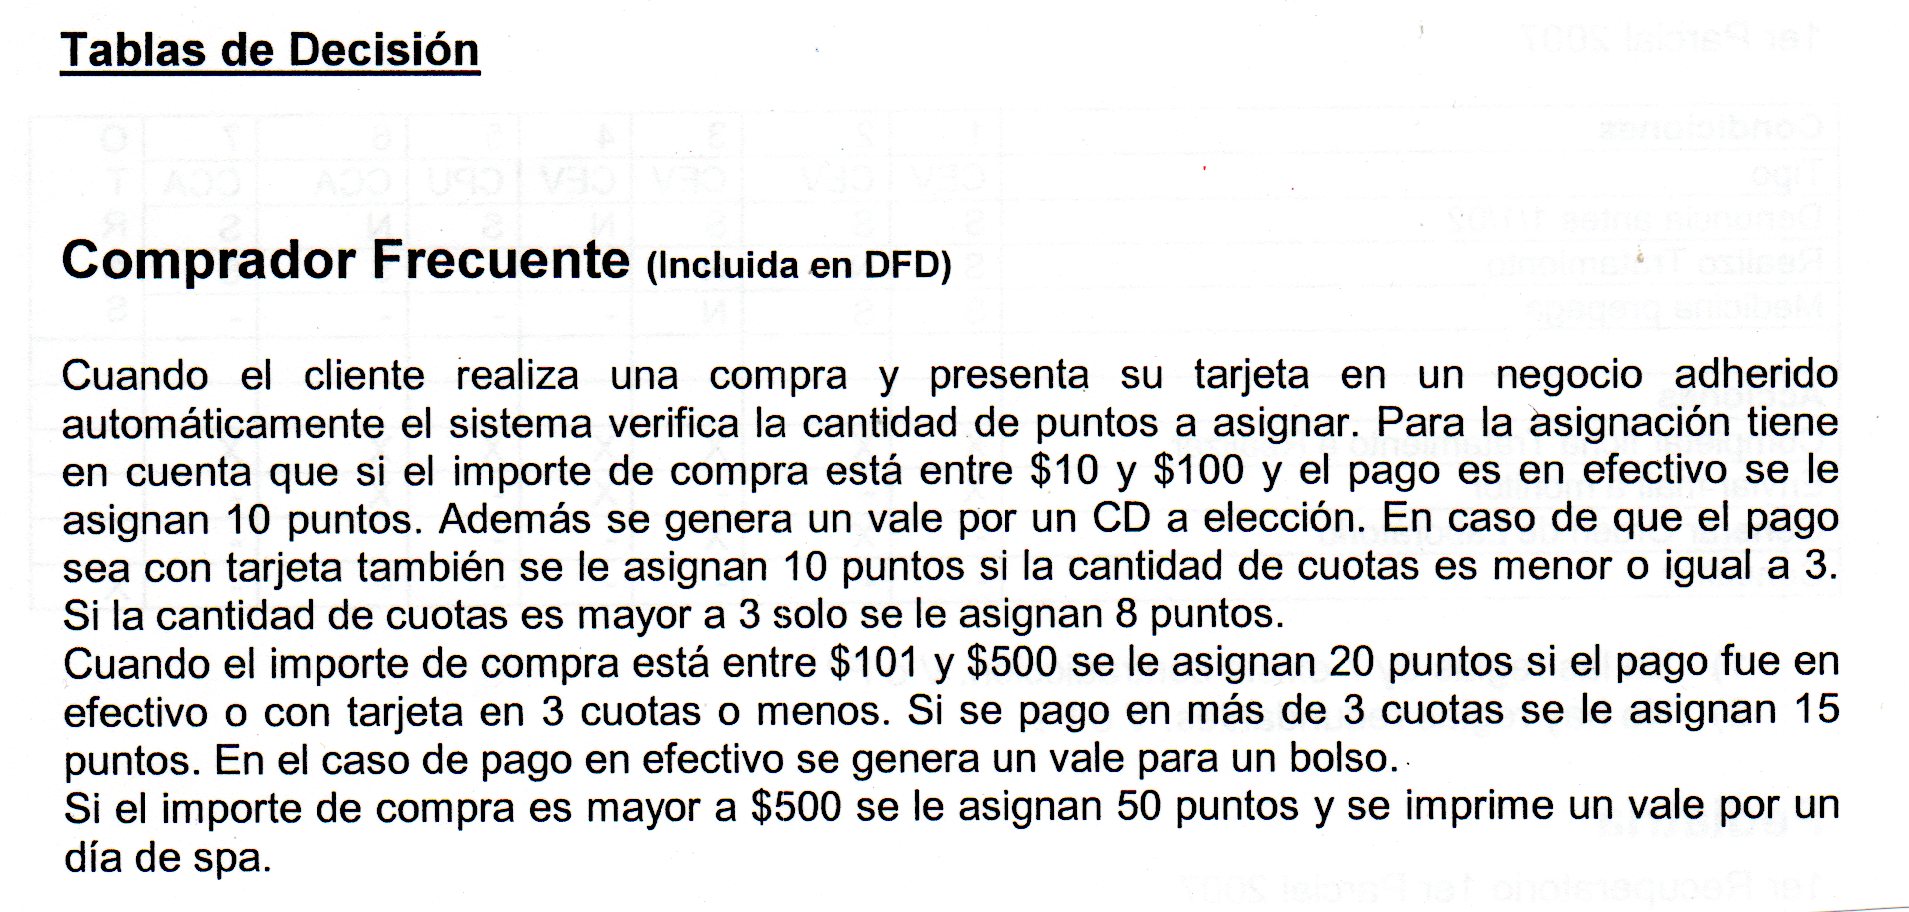 Tablas de Decisión
Comprador Frecuente (Incluida en DFD)
Cuando el cliente realiza una compra y presenta su tarjeta en un negocio adherido
automáticamente el sistema verifica la cantidad de puntos a asignar. Para la asignación tiene
en cuenta que si el importe de compra está entre $10 y $100 y el pago es en efectivo se le
asignan 10 puntos. Además se genera un vale por un CD a elección. En caso de que el pago
sea con tarjeta también se le asignan 10 puntos si la cantidad de cuotas es menor o igual a 3.
Si la cantidad de cuotas es mayor a 3 solo se le asignan 8 puntos.
Cuando el importe de compra está entre $101 y $500 se le asignan 20 puntos si el pago fue en
efectivo o con tarjeta en 3 cuotas o menos. Si se pago en más de 3 cuotas se le asignan 15
puntos. En el caso de pago en efectivo se genera un vale para un bolso.
Si el importe de compra es mayor a $500 se le asignan 50 puntos y se imprime un vale por un
día de spa.